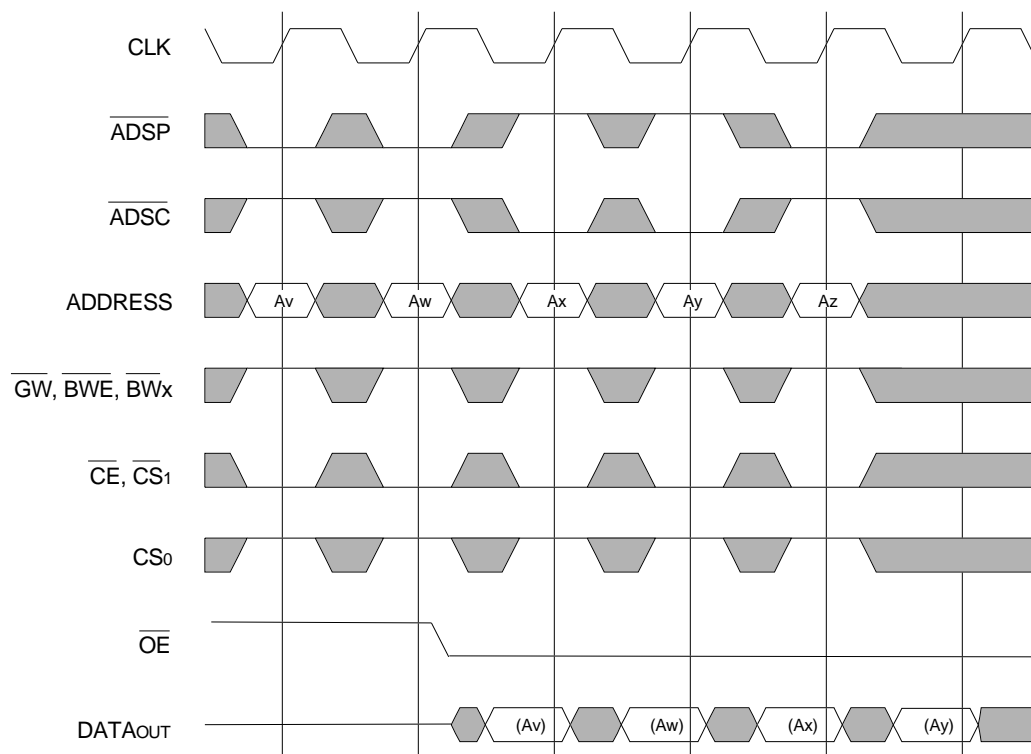 CLK
ADSP
ADSC
ADDRESS Av Aw Ax Ay Az
GW, BWE, BWx
CE, CS1
CS0
OE
DATAOUT (Av) (Aw) (Ax) (Ay)